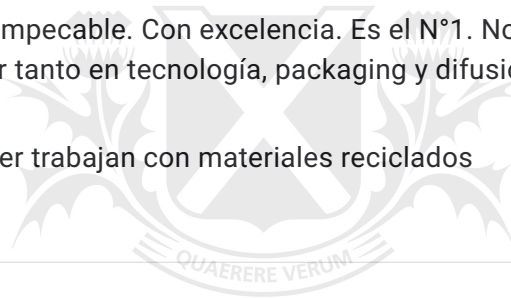 mpecable. Con excelencia. Es el N°1. No
r tanto en tecnología, packaging y difusi
er trabajan con materiales reciclados
QUAERERE VERUM